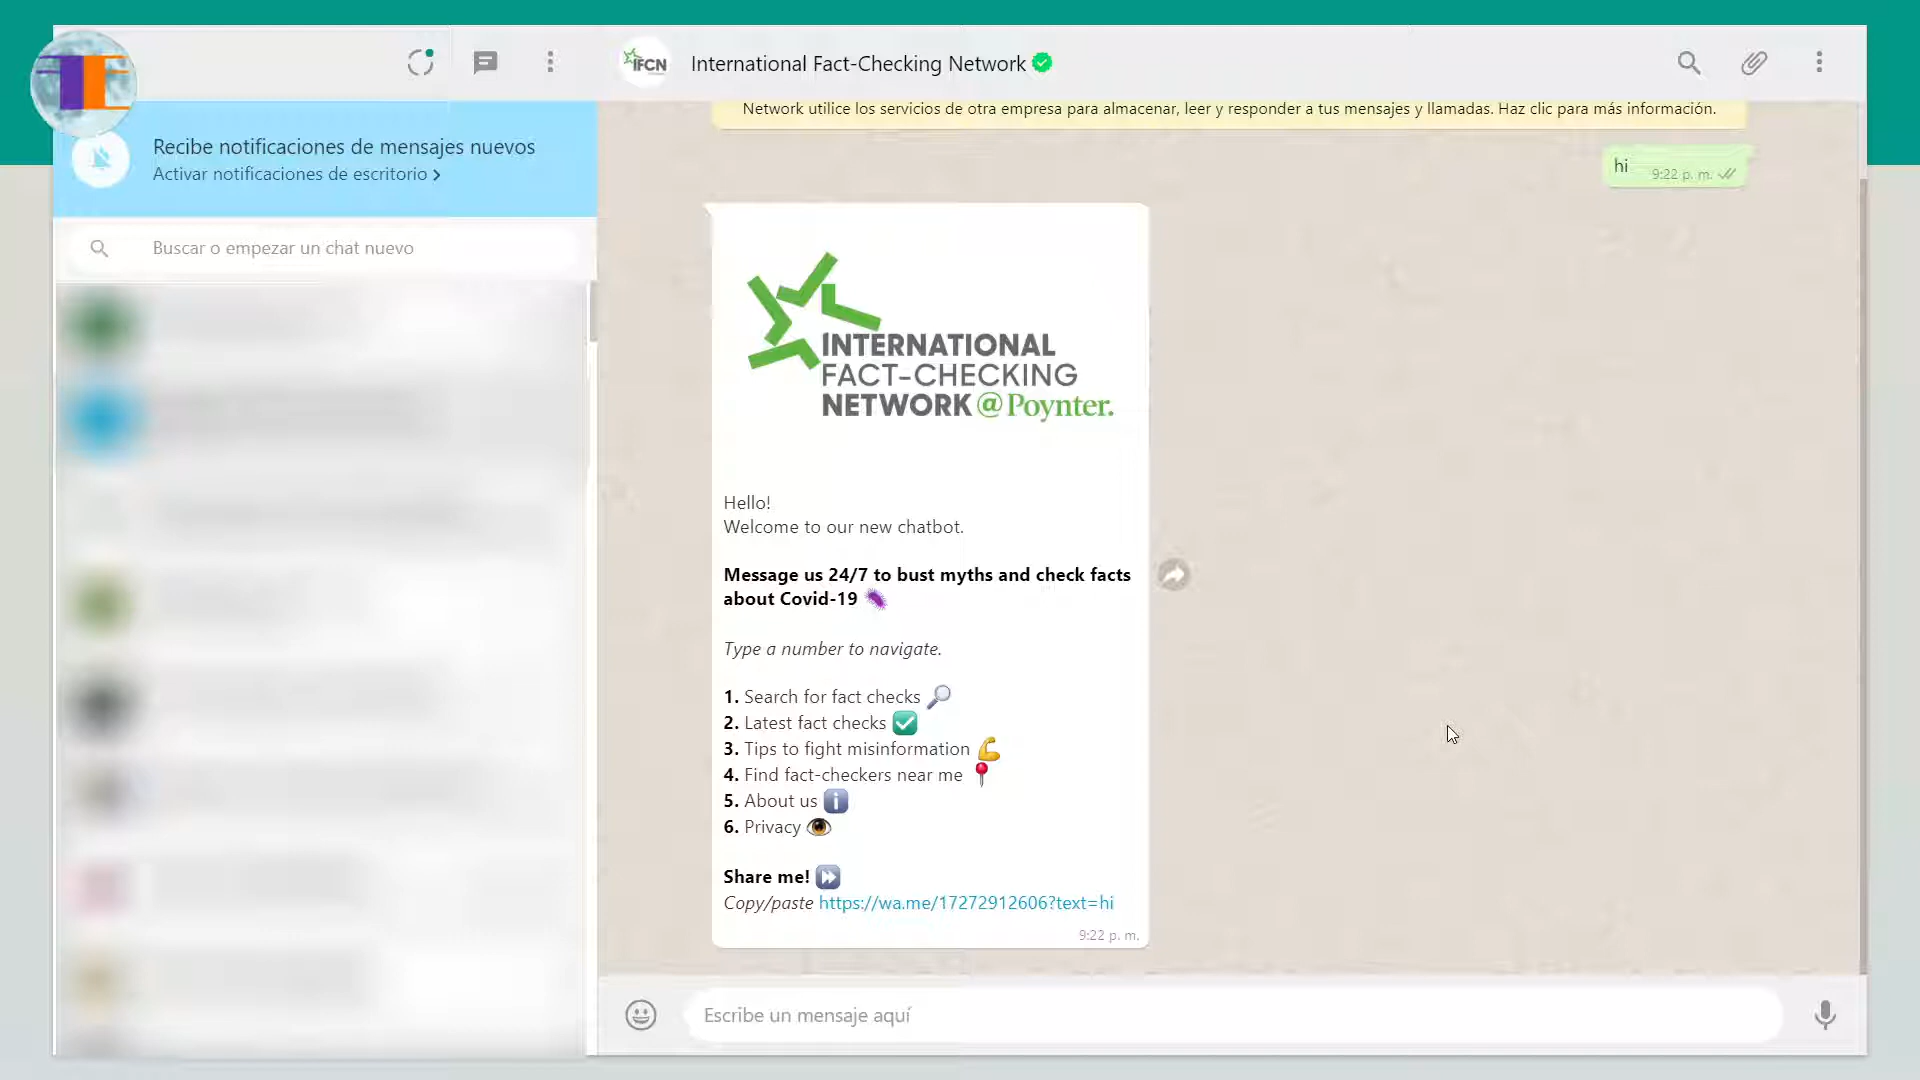 International Fact-Checking Network
Recibe notificaciones de mensajes nuevos
Activar notificaciones de escritorio
Buscar o empezar un chat nuevo
IFCN
Network utilice los servicios de otra empresa para almacenar, leer y responder a tus mensajes y llamadas. Haz clic para más información.
hi
9:22 p. m.
INTERNATIONAL
FACT-CHECKING
NETWORK @Poynter.
Hello!
Welcome to our new chatbot.
Message us 24/7 to bust myths and check facts
about Covid-19
Type a number to navigate.
1. Search for fact checks
2. Latest fact checks
3. Tips to fight misinformation
4. Find fact-checkers near me
5. About us
6. Privacy
Share me!
Copy/paste https://wa.me/17272912606?text=hi
9:22 p. m.
Escribe un mensaje aquí